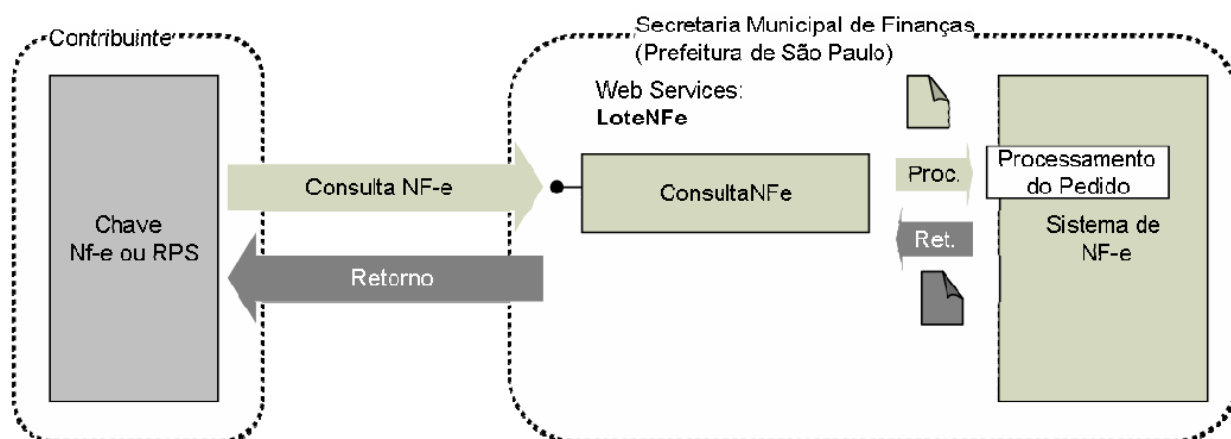 Contribuinte
Secretaria Municipal de Finanças
(Prefeitura de São Paulo)
Web Services:
LoteNFe
Consulta NF-e
ConsultaNFe
Proc.
Processamento
do Pedido
Chave
Nf-e ou RPS
Retorno
Ret.
Sistema de
NF-e